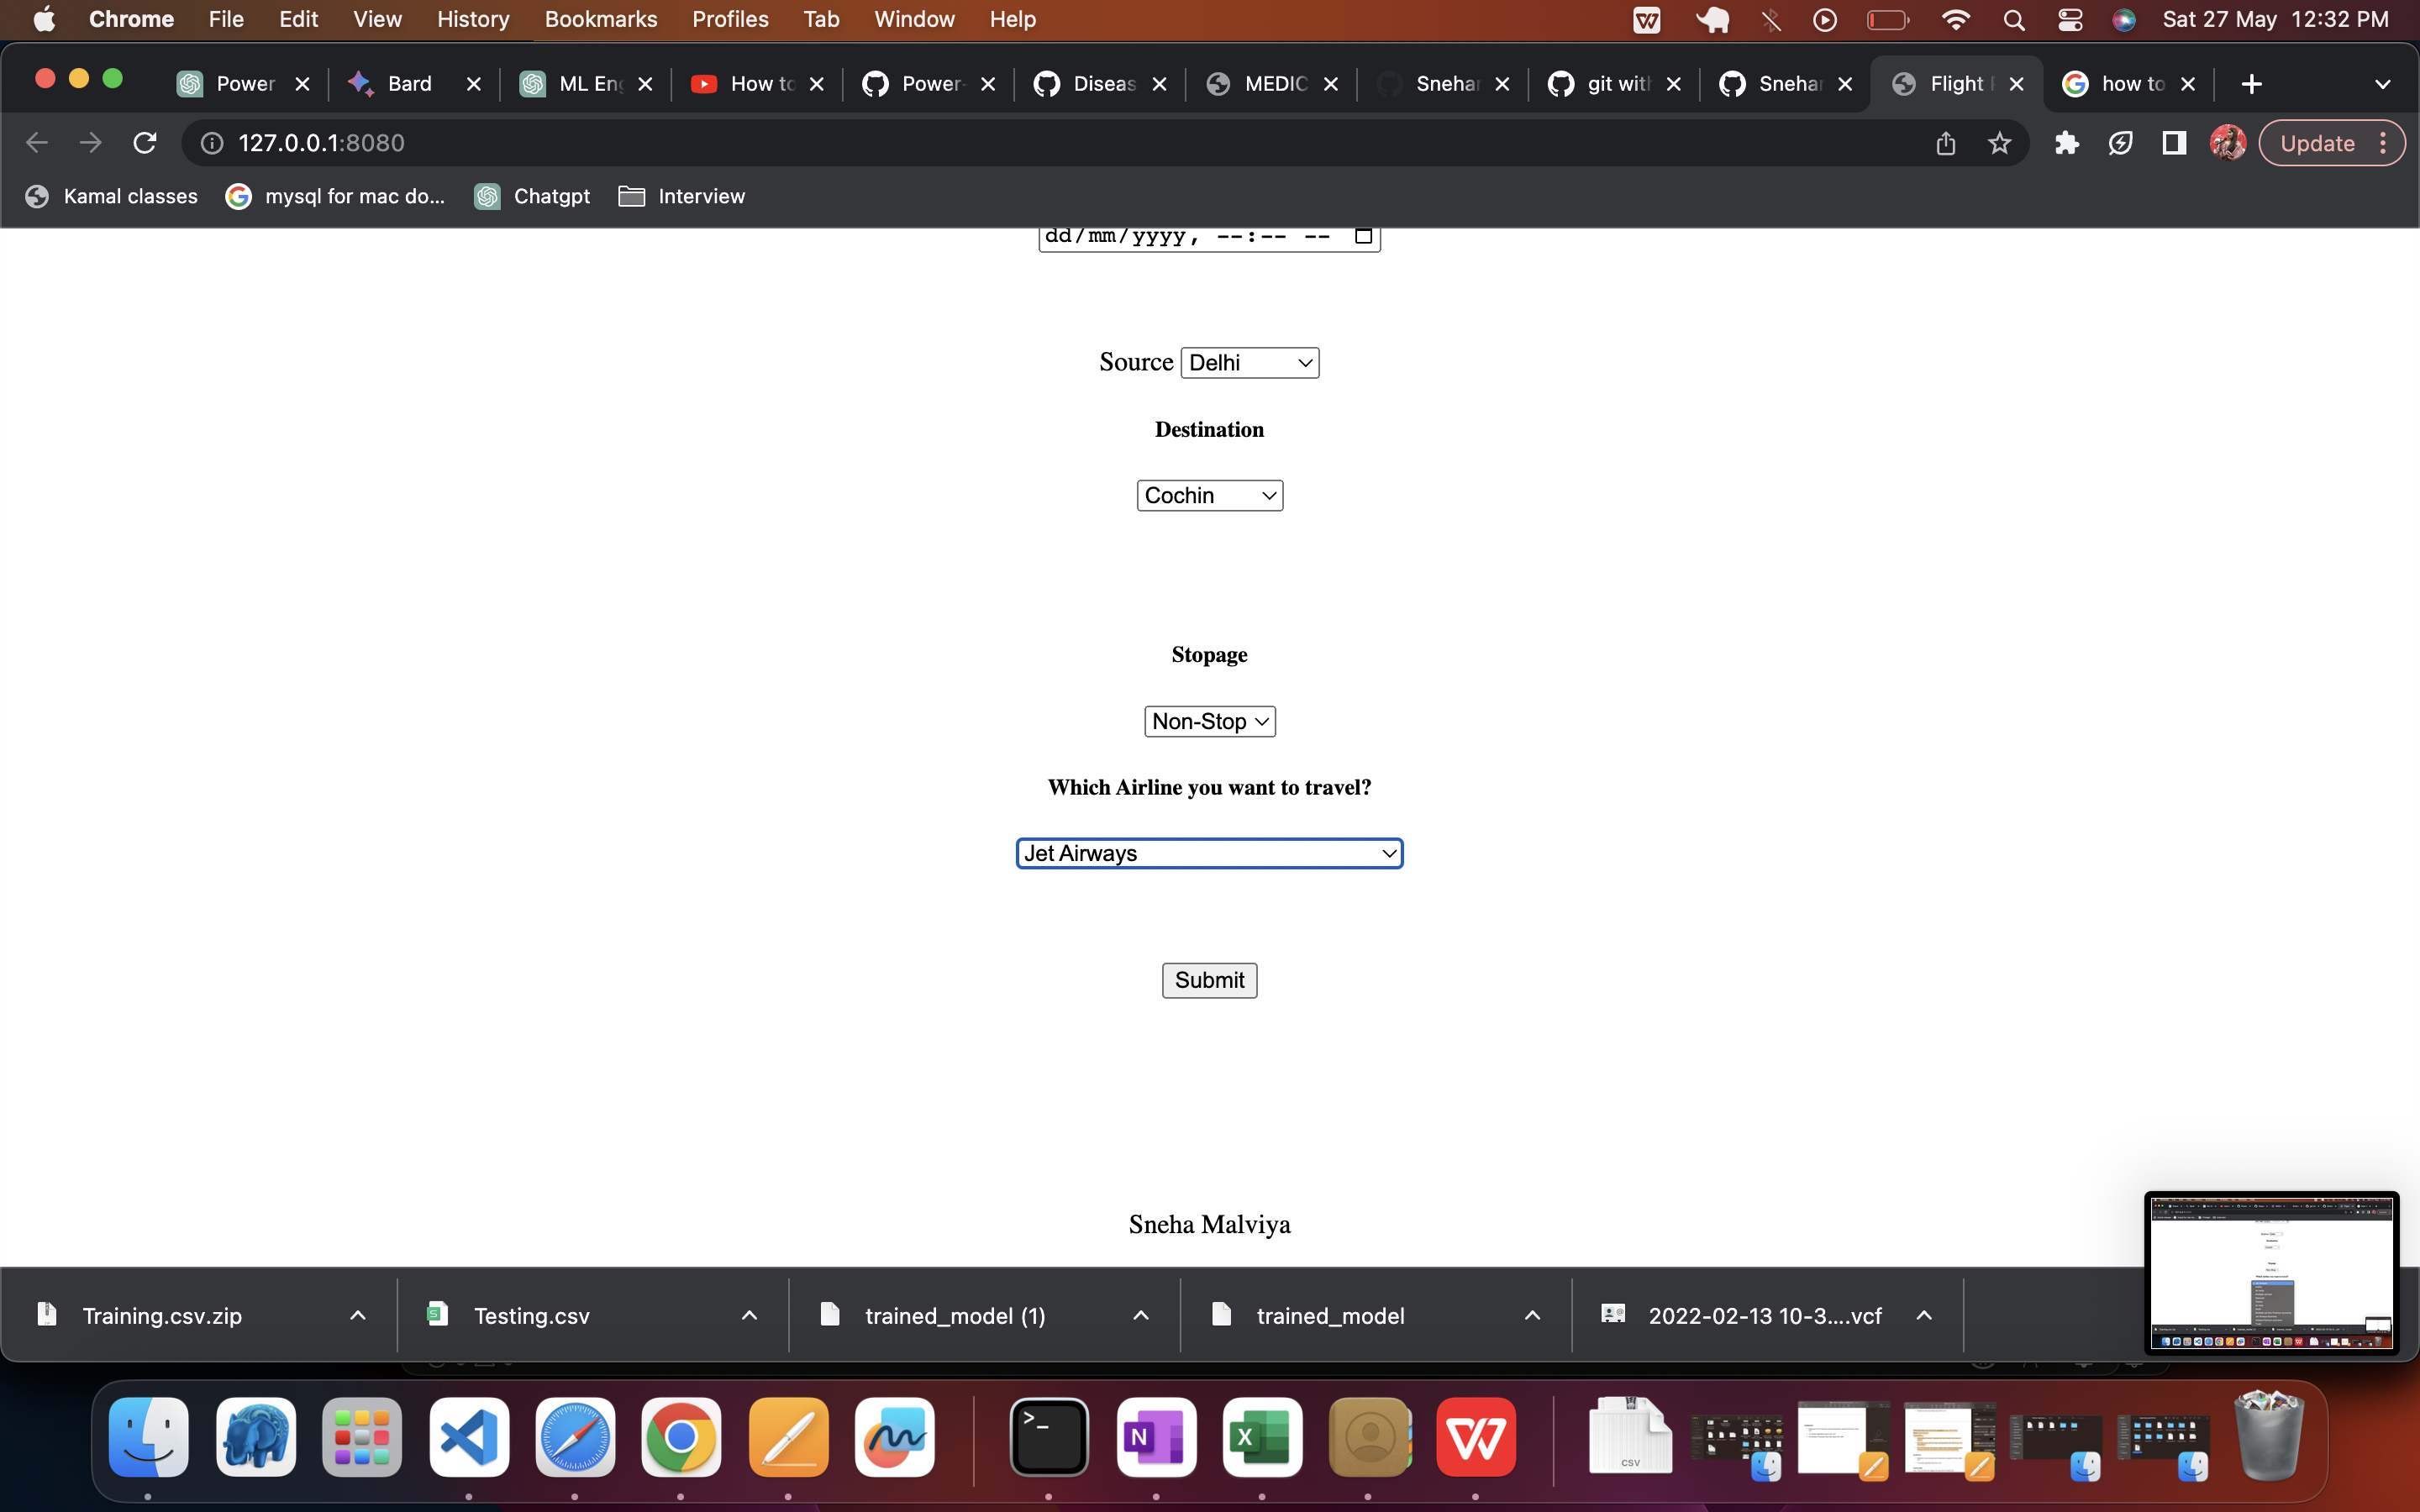 Chrome File Edit View History Bookmarks Profiles Tab Window Help Sat 27 May 12:32 PM
Power Bard ML Eng How to Power- Diseas MEDIC Snehar git with Snehar Flight how to
127.0.0.1:8080 Update
Kamal classes mysql for mac do... Chatgpt Interview
dd/mm/yyyy, --:-- --
Source Delhi
Destination
Cochin
Stopage
Non-Stop
Which Airline you want to travel?
Jet Airways
Submit
Sneha Malviya
Training.csv.zip Testing.csv trained_model (1) trained_model 2022-02-13 10-3....vcf
CSV